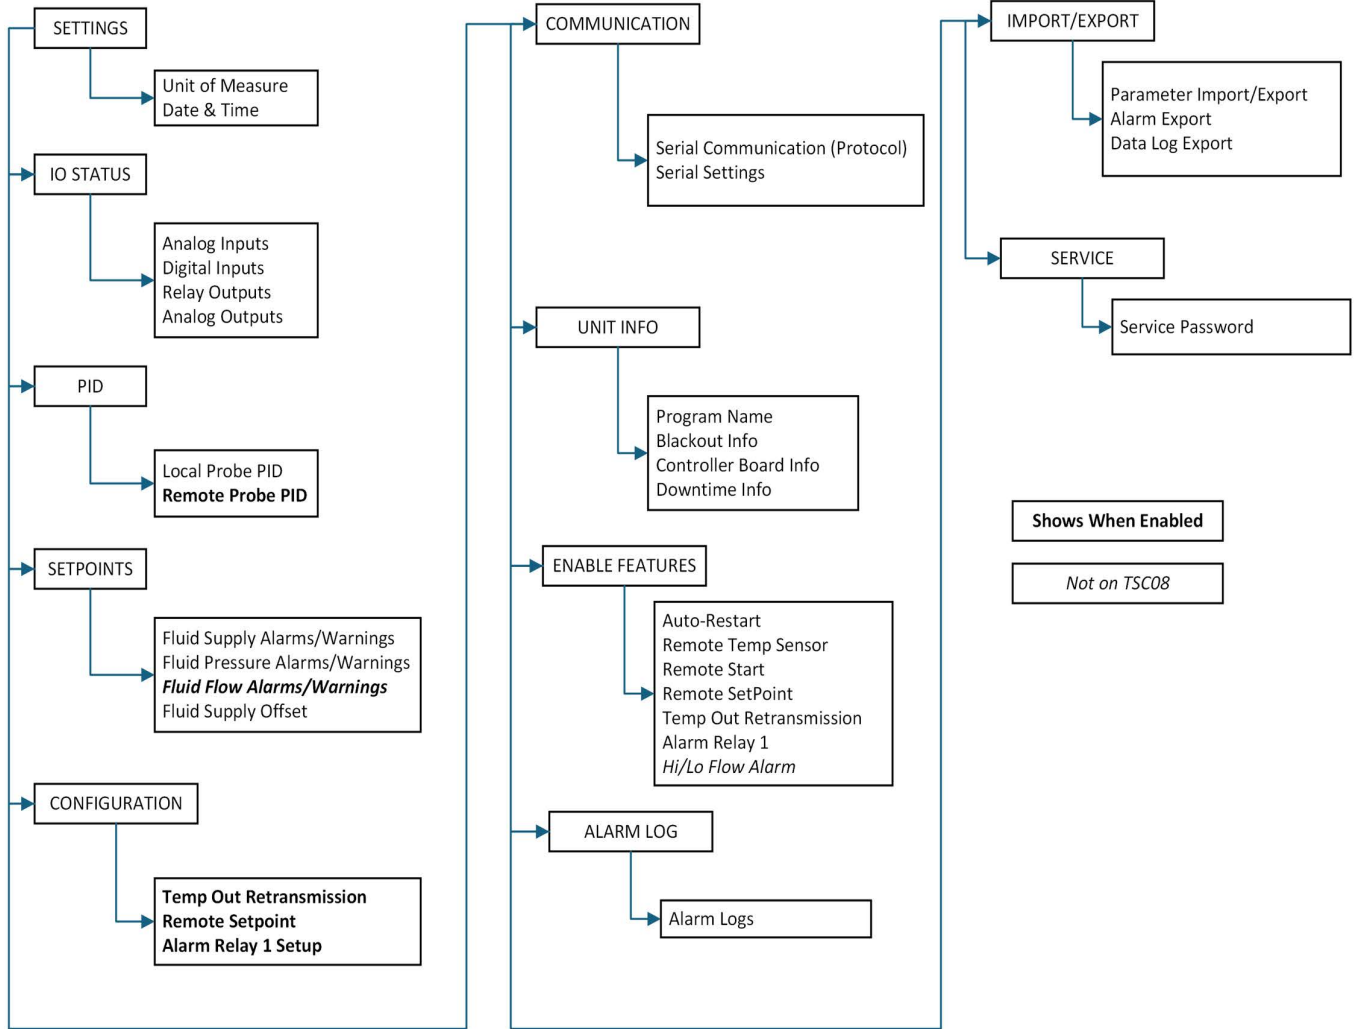 SETTINGS
Unit of Measure
Date & Time
IO STATUS
Analog Inputs
Digital Inputs
Relay Outputs
Analog Outputs
PID
Local Probe PID
Remote Probe PID
SETPOINTS
Fluid Supply Alarms/Warnings
Fluid Pressure Alarms/Warnings
Fluid Flow Alarms/Warnings
Fluid Supply Offset
CONFIGURATION
Temp Out Retransmission
Remote Setpoint
Alarm Relay 1 Setup
COMMUNICATION
Serial Communication (Protocol)
Serial Settings
UNIT INFO
Program Name
Blackout Info
Controller Board Info
Downtime Info
ENABLE FEATURES
Auto-Restart
Remote Temp Sensor
Remote Start
Remote SetPoint
Temp Out Retransmission
Alarm Relay 1
Hi/Lo Flow Alarm
ALARM LOG
Alarm Logs
IMPORT/EXPORT
Parameter Import/Export
Alarm Export
Data Log Export
SERVICE
Service Password
Shows When Enabled
Not on TSC08